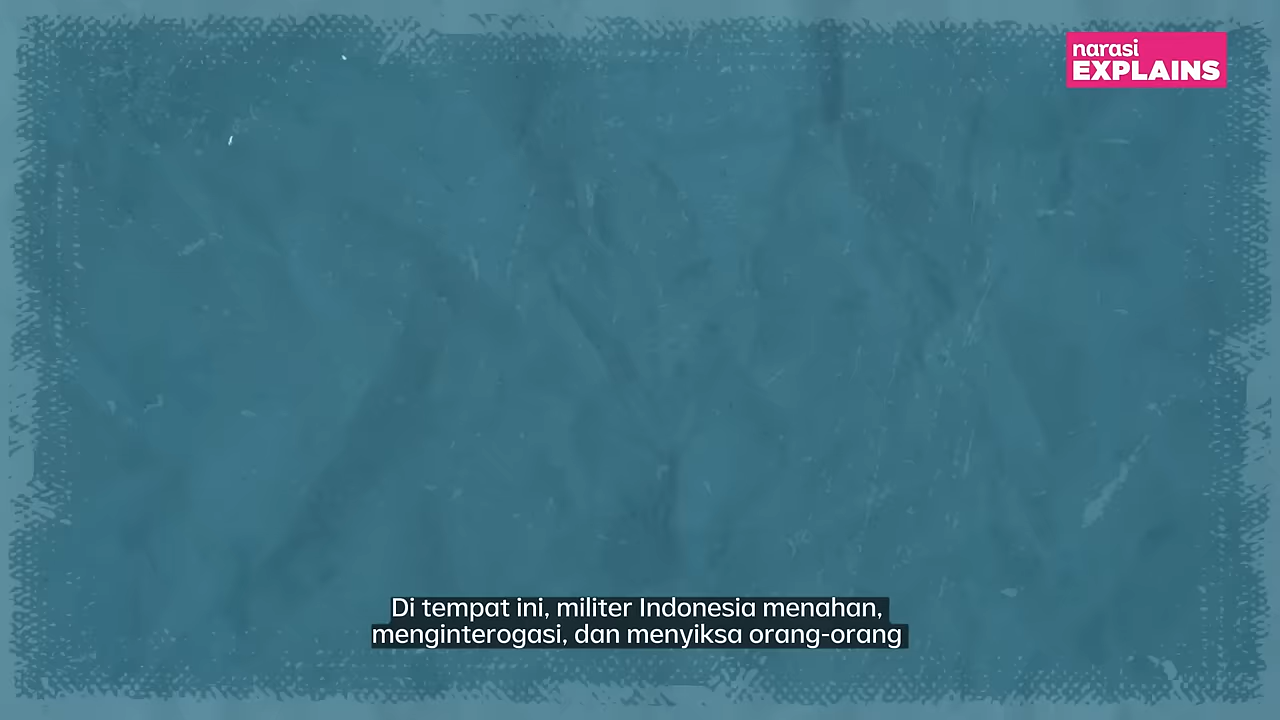 narasi
EXPLAINS
Di tempat ini, militer Indonesia menahan,
menginterogasi, dan menyiksa orang-orang